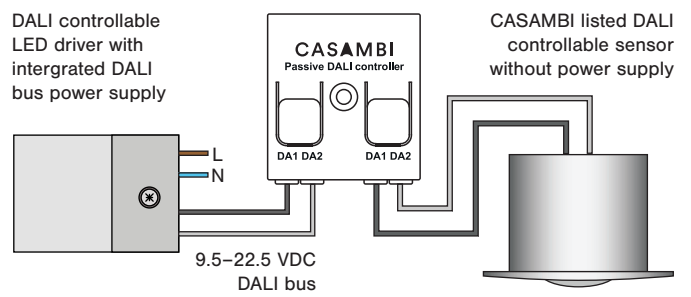 DALI controllable
LED driver with
intergrated DALI
bus power supply
CASAMBI
Passive DALI controller
DA1 DA2
DA1 DA2
CASAMBI listed DALI
controllable sensor
without power supply
L
N
9.5–22.5 VDC
DALI bus